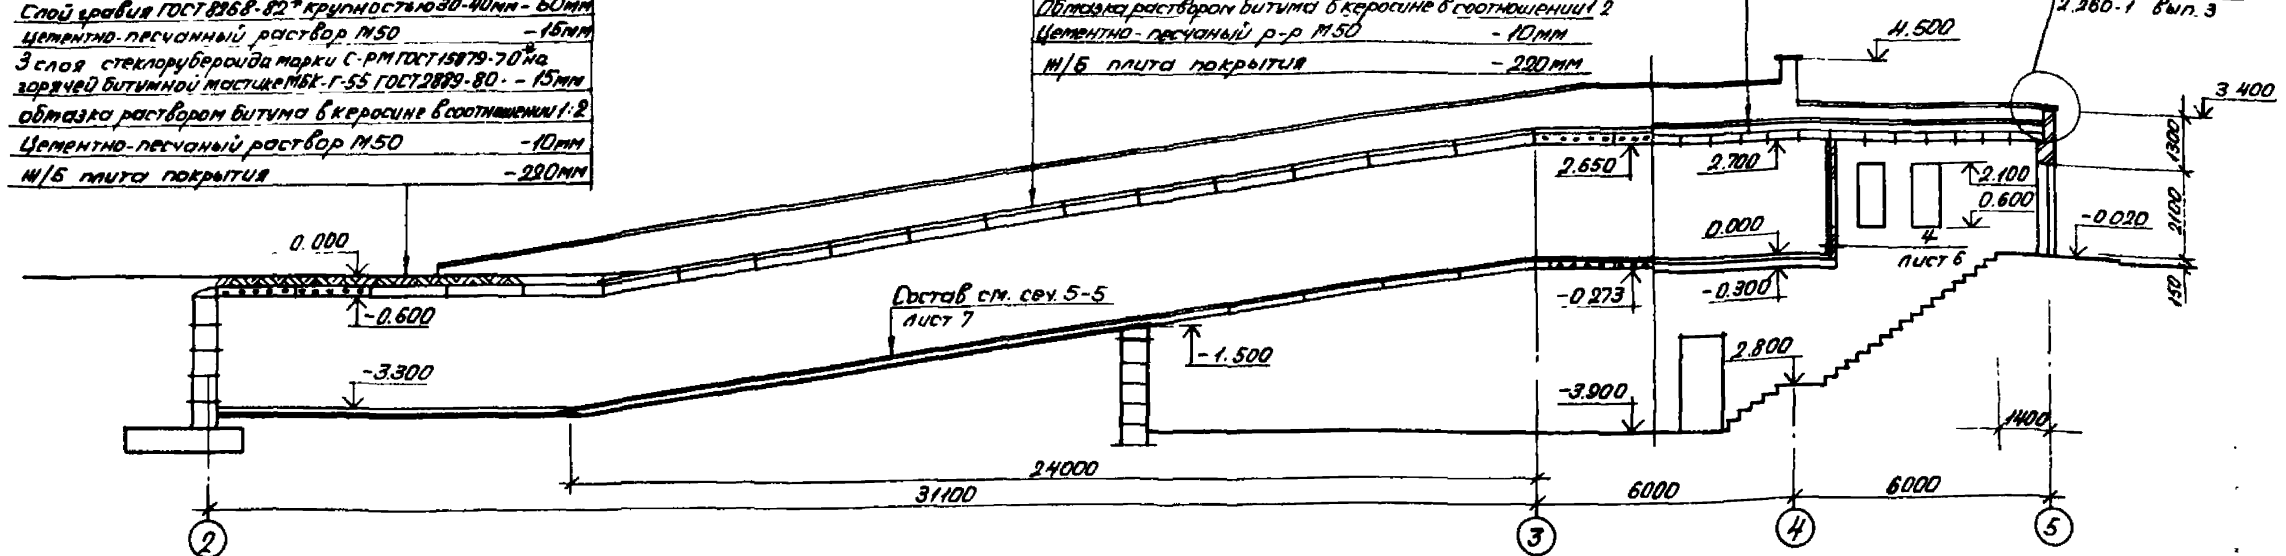 Слой гравия ГОСТ 8268-82* крупностью 30-40мм - 60мм
Цементно-песчанный раствор М50 -15мм
3 слоя стеклорубероида марки С-РМ ГОСТ 15879-70* на
горячей битумной мастике МБК-Г-55 ГОСТ 2889-80 - 15мм
обмазка раствором битума в керосине в соотношении 1:2
Цементно-песчаный раствор М50 -10мм
Ж/Б плита покрытия -220мм
Обмазка раствором битума в керосине в соотношении 1:2
Цементно-песчаный р-р М50 -10мм
Ж/Б плита покрытия -220мм
2.260-1 вып. 3
4.500
3.400
1300
2100
150
2.650
2.700
2.100
0.600
-0.020
0.000
0.000
4
лист 6
-0.600
Состав см. сеч. 5-5
лист 7
-0.273
-0.300
-1.500
2.800
-3.300
-3.900
1400
24000
31100
6000
6000
2
3
4
5